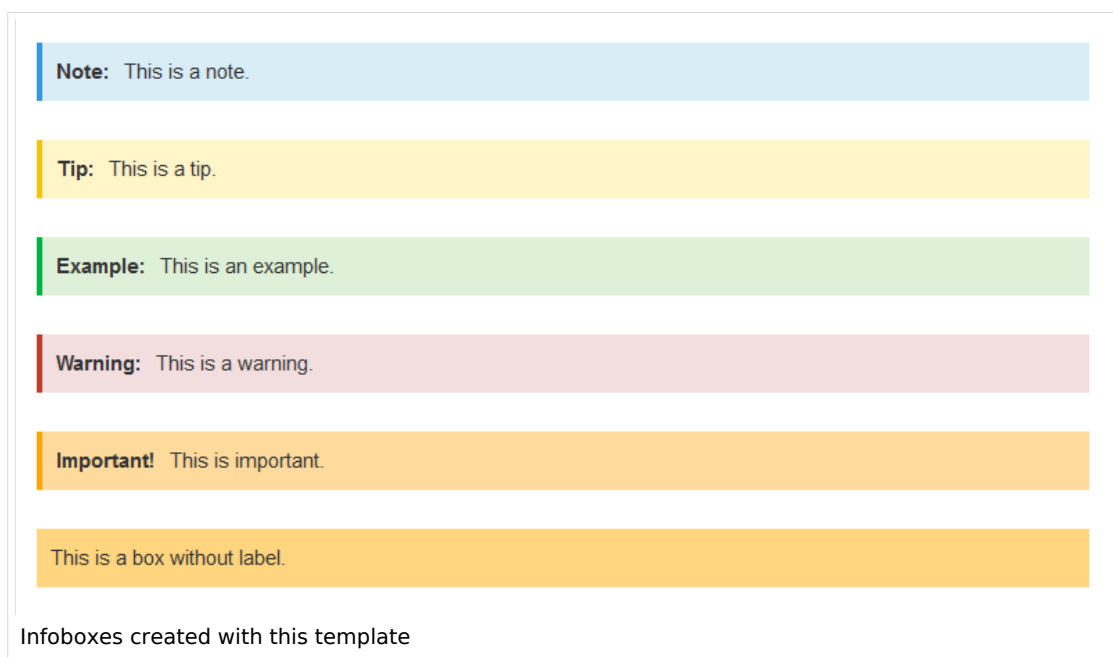 Note: This is a note.
Tip: This is a tip.
Example: This is an example.
Warning: This is a warning.
Important! This is important.
This is a box without label.
Infoboxes created with this template